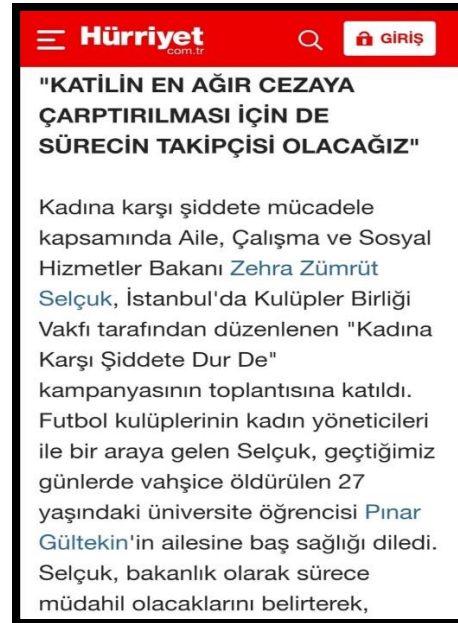 Hürriyet
com.tr
GİRİŞ
"KATİLİN EN AĞIR CEZAYA
ÇARPTIRILMASI İÇİN DE
SÜRECİN TAKİPÇİSİ OLACAĞIZ"
Kadına karşı şiddete mücadele
kapsamında Aile, Çalışma ve Sosyal
Hizmetler Bakanı Zehra Zümrüt
Selçuk, İstanbul'da Kulüpler Birliği
Vakfı tarafından düzenlenen "Kadına
Karşı Şiddete Dur De"
kampanyasının toplantısına katıldı.
Futbol kulüplerinin kadın yöneticileri
ile bir araya gelen Selçuk, geçtiğimiz
günlerde vahşice öldürülen 27
yaşındaki üniversite öğrencisi Pınar
Gültekin'in ailesine baş sağlığı diledi.
Selçuk, bakanlık olarak sürece
müdahil olacaklarını belirterek,